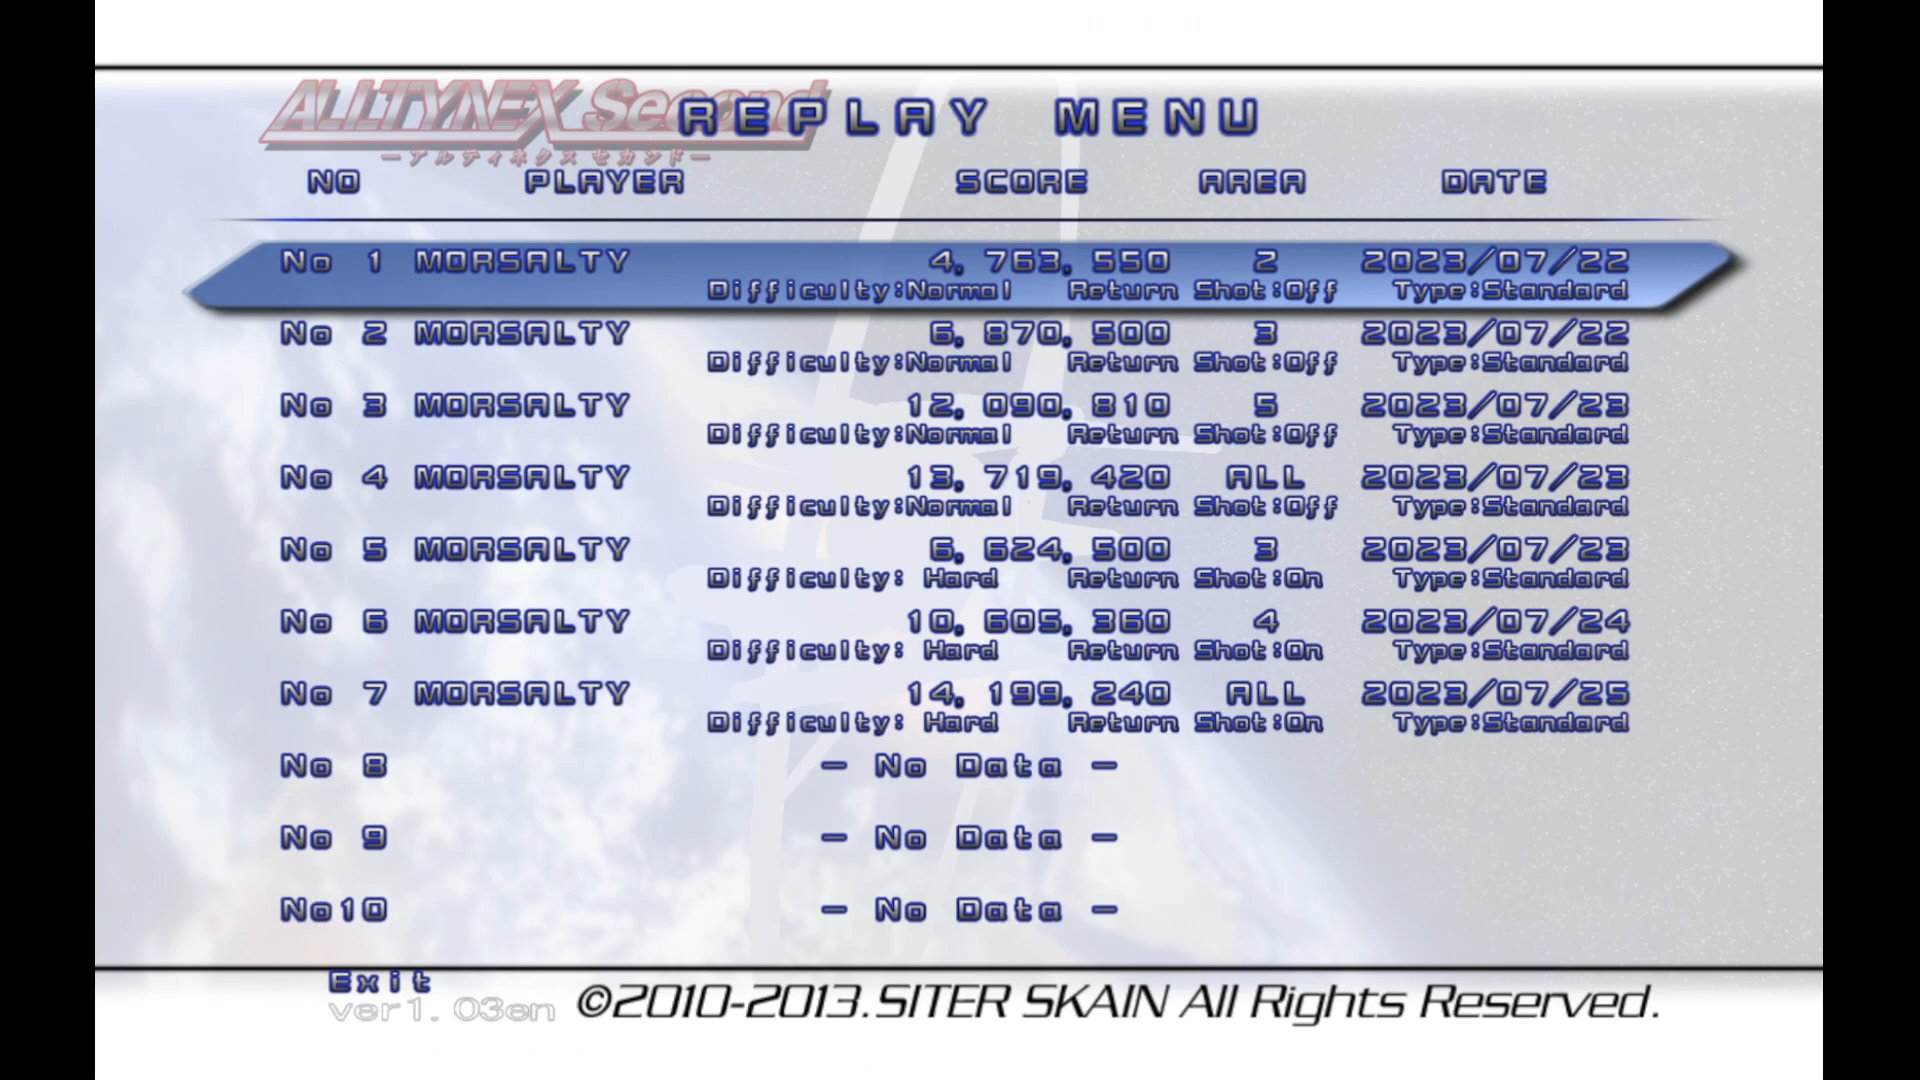 ALLTYNEX Second
ーアルティネクス セカンドー
REPLAY MENU
NO PLAYER SCORE AREA DATE
No 1 MORSALTY 4, 763, 550 2 2023/07/22
Difficulty:Normal Return Shot:Off Type:Standard
No 2 MORSALTY 6, 870, 500 3 2023/07/22
Difficulty:Normal Return Shot:Off Type:Standard
No 3 MORSALTY 12, 090, 810 5 2023/07/23
Difficulty:Normal Return Shot:Off Type:Standard
No 4 MORSALTY 13, 719, 420 ALL 2023/07/23
Difficulty:Normal Return Shot:Off Type:Standard
No 5 MORSALTY 6, 624, 500 3 2023/07/23
Difficulty: Hard Return Shot:On Type:Standard
No 6 MORSALTY 10, 605, 360 4 2023/07/24
Difficulty: Hard Return Shot:On Type:Standard
No 7 MORSALTY 14, 199, 240 ALL 2023/07/25
Difficulty: Hard Return Shot:On Type:Standard
No 8 - No Data -
No 9 - No Data -
No10 - No Data -
Exit
ver1. 03en ©2010-2013.SITER SKAIN All Rights Reserved.